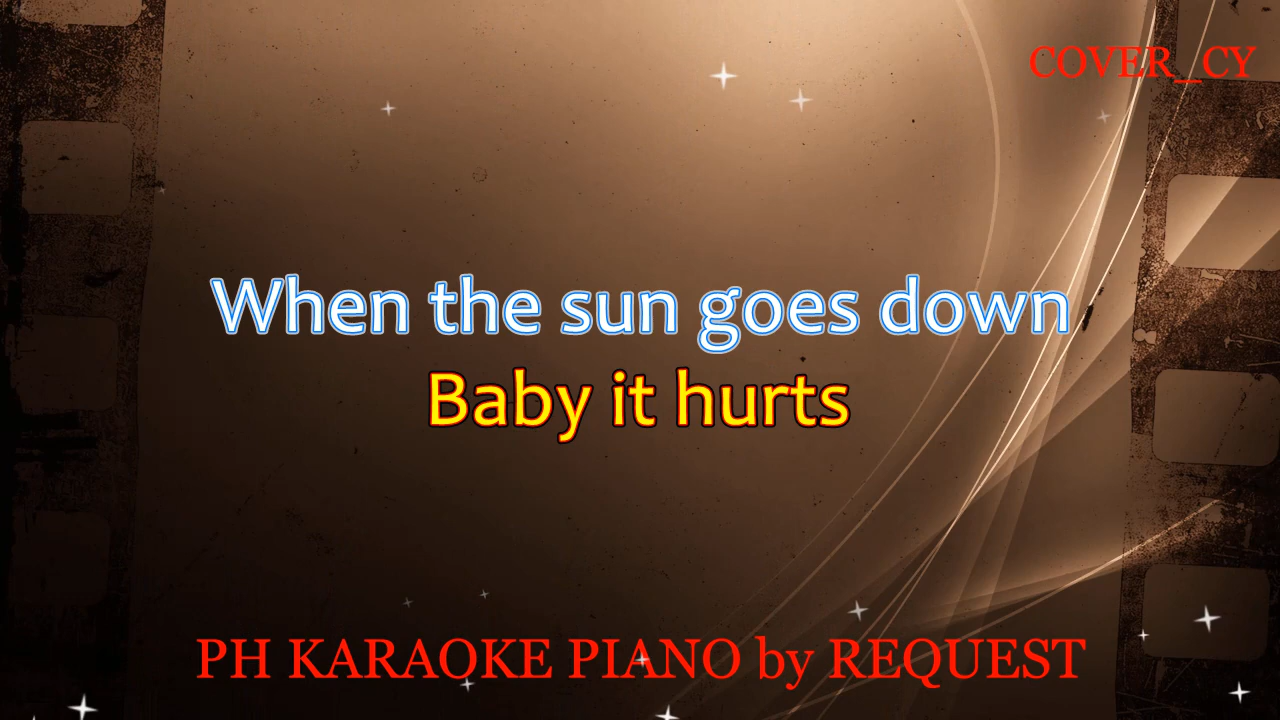 COVER_CY
When the sun goes down
Baby it hurts
PH KARAOKE PIANO by REQUEST